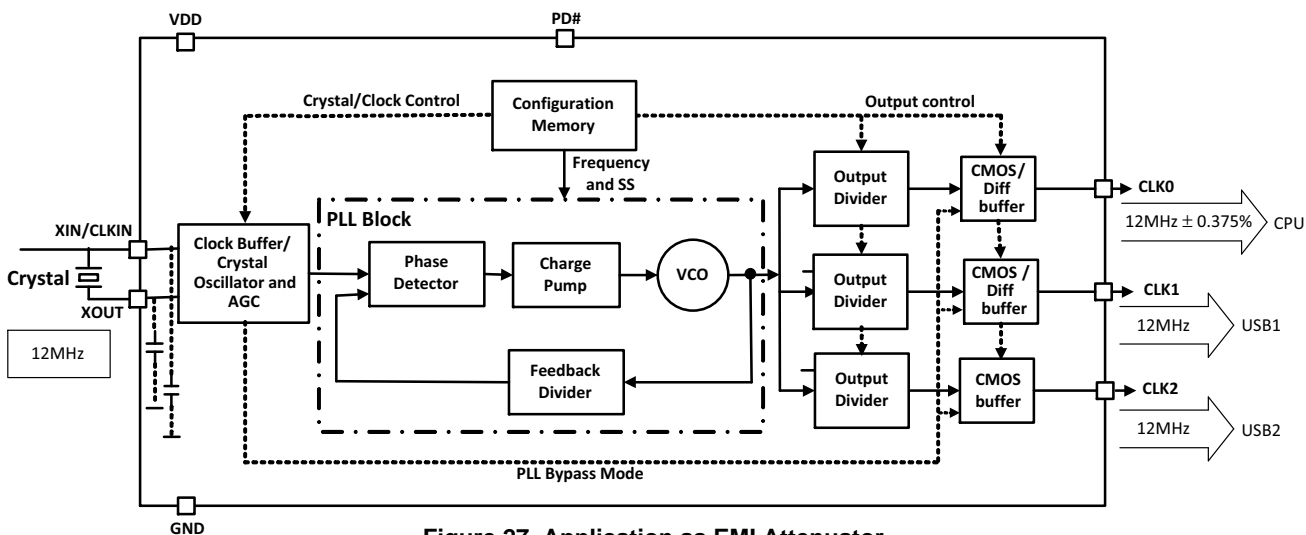 VDD
PD#
Crystal/Clock Control
Configuration
Memory
Output control
Frequency
and SS
Output
Divider
CMOS/
Diff
buffer
CLK0
12MHz ± 0.375%
CPU
PLL Block
XIN/CLKIN
Clock Buffer/
Crystal
Oscillator and
AGC
Phase
Detector
Charge
Pump
VCO
Crystal
XOUT
Output
Divider
CMOS /
Diff
buffer
CLK1
12MHz
USB1
12MHz
Feedback
Divider
Output
Divider
CMOS
buffer
CLK2
12MHz
USB2
PLL Bypass Mode
GND
Figure 27. Application as EMI Attenuator